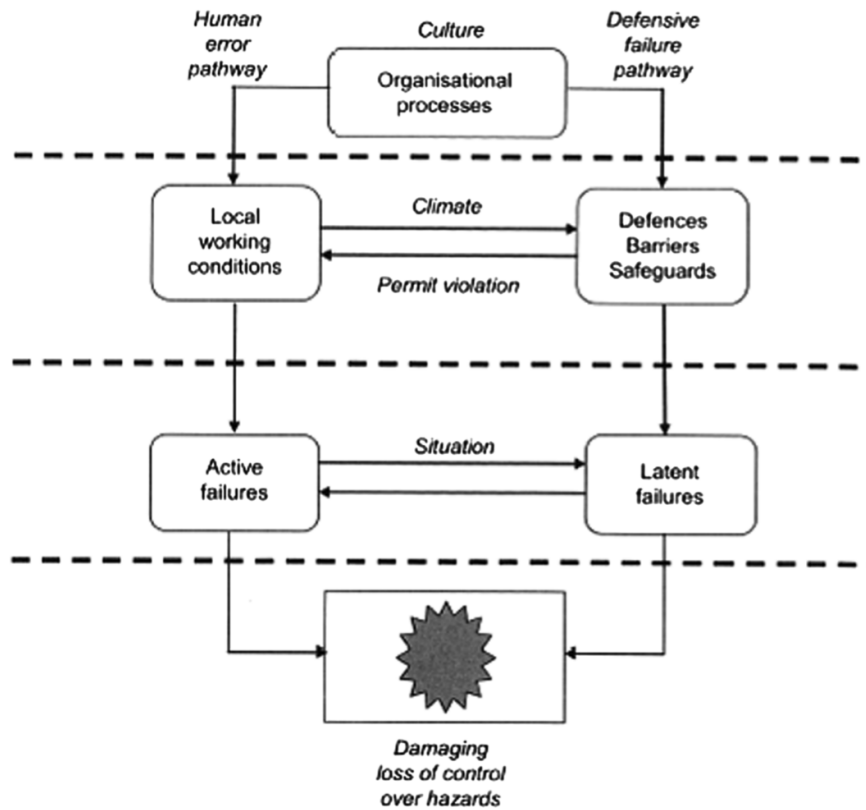 Human
error
pathway
Culture
Defensive
failure
pathway
Organisational
processes
Local
working
conditions
Climate
Permit violation
Defences
Barriers
Safeguards
Active
failures
Situation
Latent
failures
Damaging
loss of control
over hazards